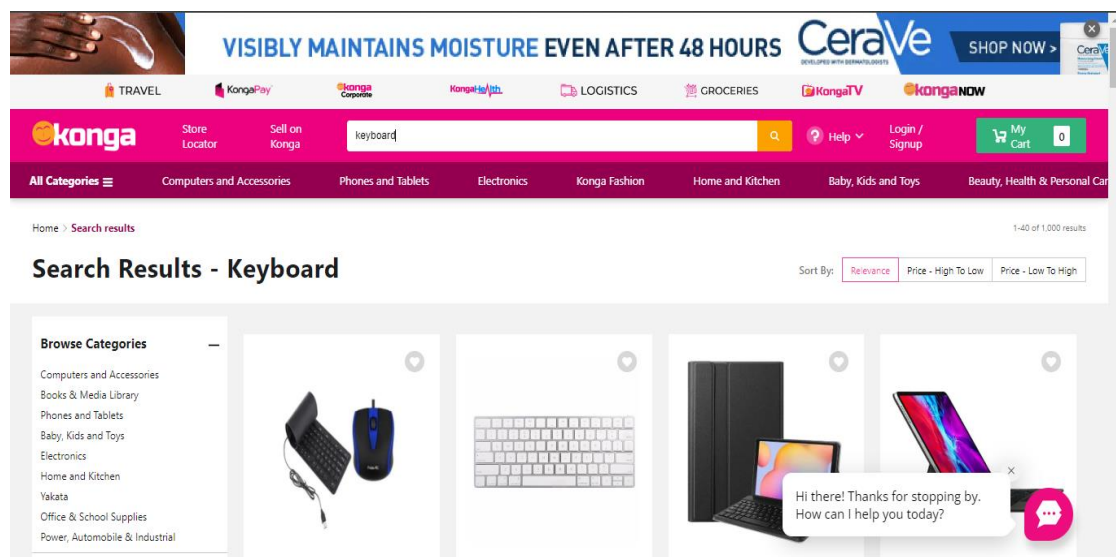 VISIBLY MAINTAINS MOISTURE EVEN AFTER 48 HOURS
CeraVe
DEVELOPED WITH DERMATOLOGISTS
SHOP NOW >
CeraVe
TRAVEL
KongaPay
konga
Corporate
KongaHealth
LOGISTICS
GROCERIES
KongaTV
kongaNOW
konga
Store
Locator
Sell on
Konga
keyboard
? Help
Login /
Signup
My
Cart
0
All Categories
Computers and Accessories
Phones and Tablets
Electronics
Konga Fashion
Home and Kitchen
Baby, Kids and Toys
Beauty, Health & Personal Car
Home > Search results
1-40 of 1,000 results
Search Results - Keyboard
Sort By:
Relevance
Price - High To Low
Price - Low To High
Browse Categories
Computers and Accessories
Books & Media Library
Phones and Tablets
Baby, Kids and Toys
Electronics
Home and Kitchen
Yakata
Office & School Supplies
Power, Automobile & Industrial
Hi there! Thanks for stopping by.
How can I help you today?